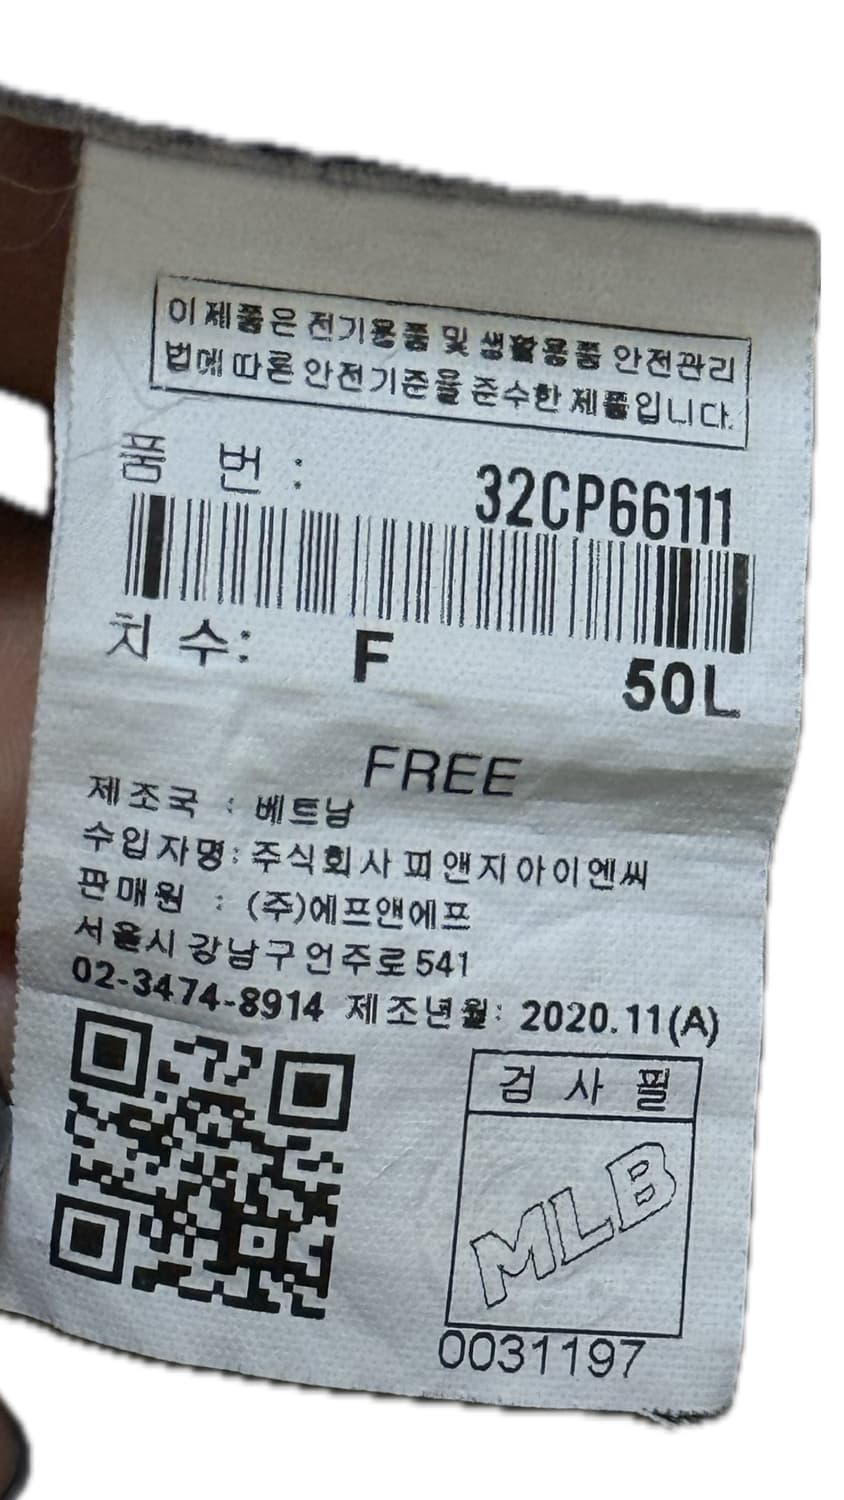 이 제품은 전기용품 및 생활용품 안전관리
법에 따른 안전기준을 준수한 제품입니다.
품 번 : 32CP66111
치 수: F 50L
FREE
제조국 : 베트남
수입자명: 주식회사 피앤지아이엔씨
판매원 : (주)에프앤에프
서울시 강남구 언주로 541
02-3474-8914 제조년월: 2020.11(A)
검 사 필
MLB
0031197